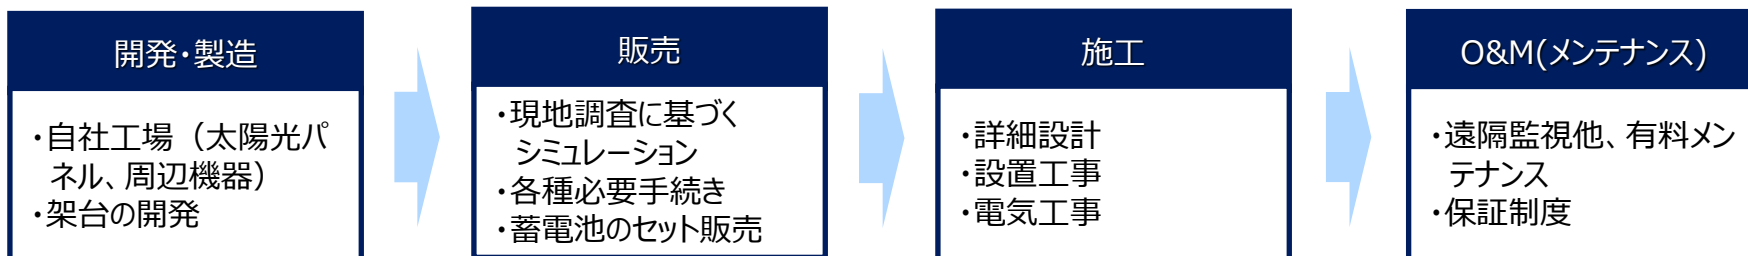 開発・製造
・自社工場（太陽光パ
ネル、周辺機器）
・架台の開発
販売
・現地調査に基づく
シミュレーション
・各種必要手続き
・蓄電池のセット販売
施工
・詳細設計
・設置工事
・電気工事
O&M(メンテナンス)
・遠隔監視他、有料メン
テナンス
・保証制度